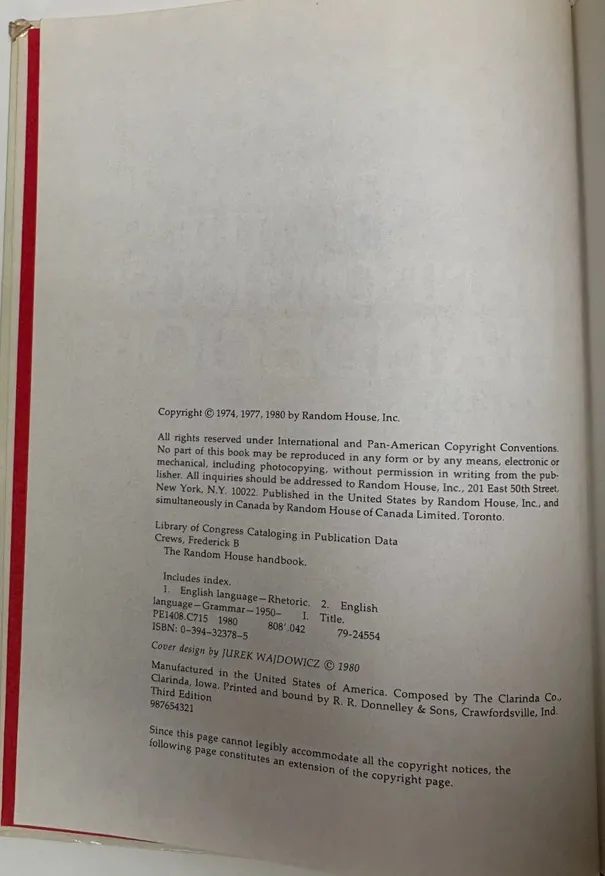 Copyright © 1974, 1977, 1980 by Random House, Inc.
All rights reserved under International and Pan-American Copyright Conventions.
No part of this book may be reproduced in any form or by any means, electronic or
mechanical, including photocopying, without permission in writing from the pub-
lisher. All inquiries should be addressed to Random House, Inc., 201 East 50th Street,
New York, N.Y. 10022. Published in the United States by Random House, Inc., and
simultaneously in Canada by Random House of Canada Limited, Toronto.
Library of Congress Cataloging in Publication Data
Crews, Frederick B
The Random House handbook.
Includes index.
1. English language—Rhetoric. 2. English
language—Grammar—1950– I. Title.
PE1408.C715 1980 808'.042 79-24554
ISBN: 0-394-32378-5
Cover design by JUREK WAJDOWICZ © 1980
Manufactured in the United States of America. Composed by The Clarinda Co.,
Clarinda, Iowa. Printed and bound by R. R. Donnelley & Sons, Crawfordsville, Ind.
Third Edition
987654321
Since this page cannot legibly accommodate all the copyright notices, the
following page constitutes an extension of the copyright page.